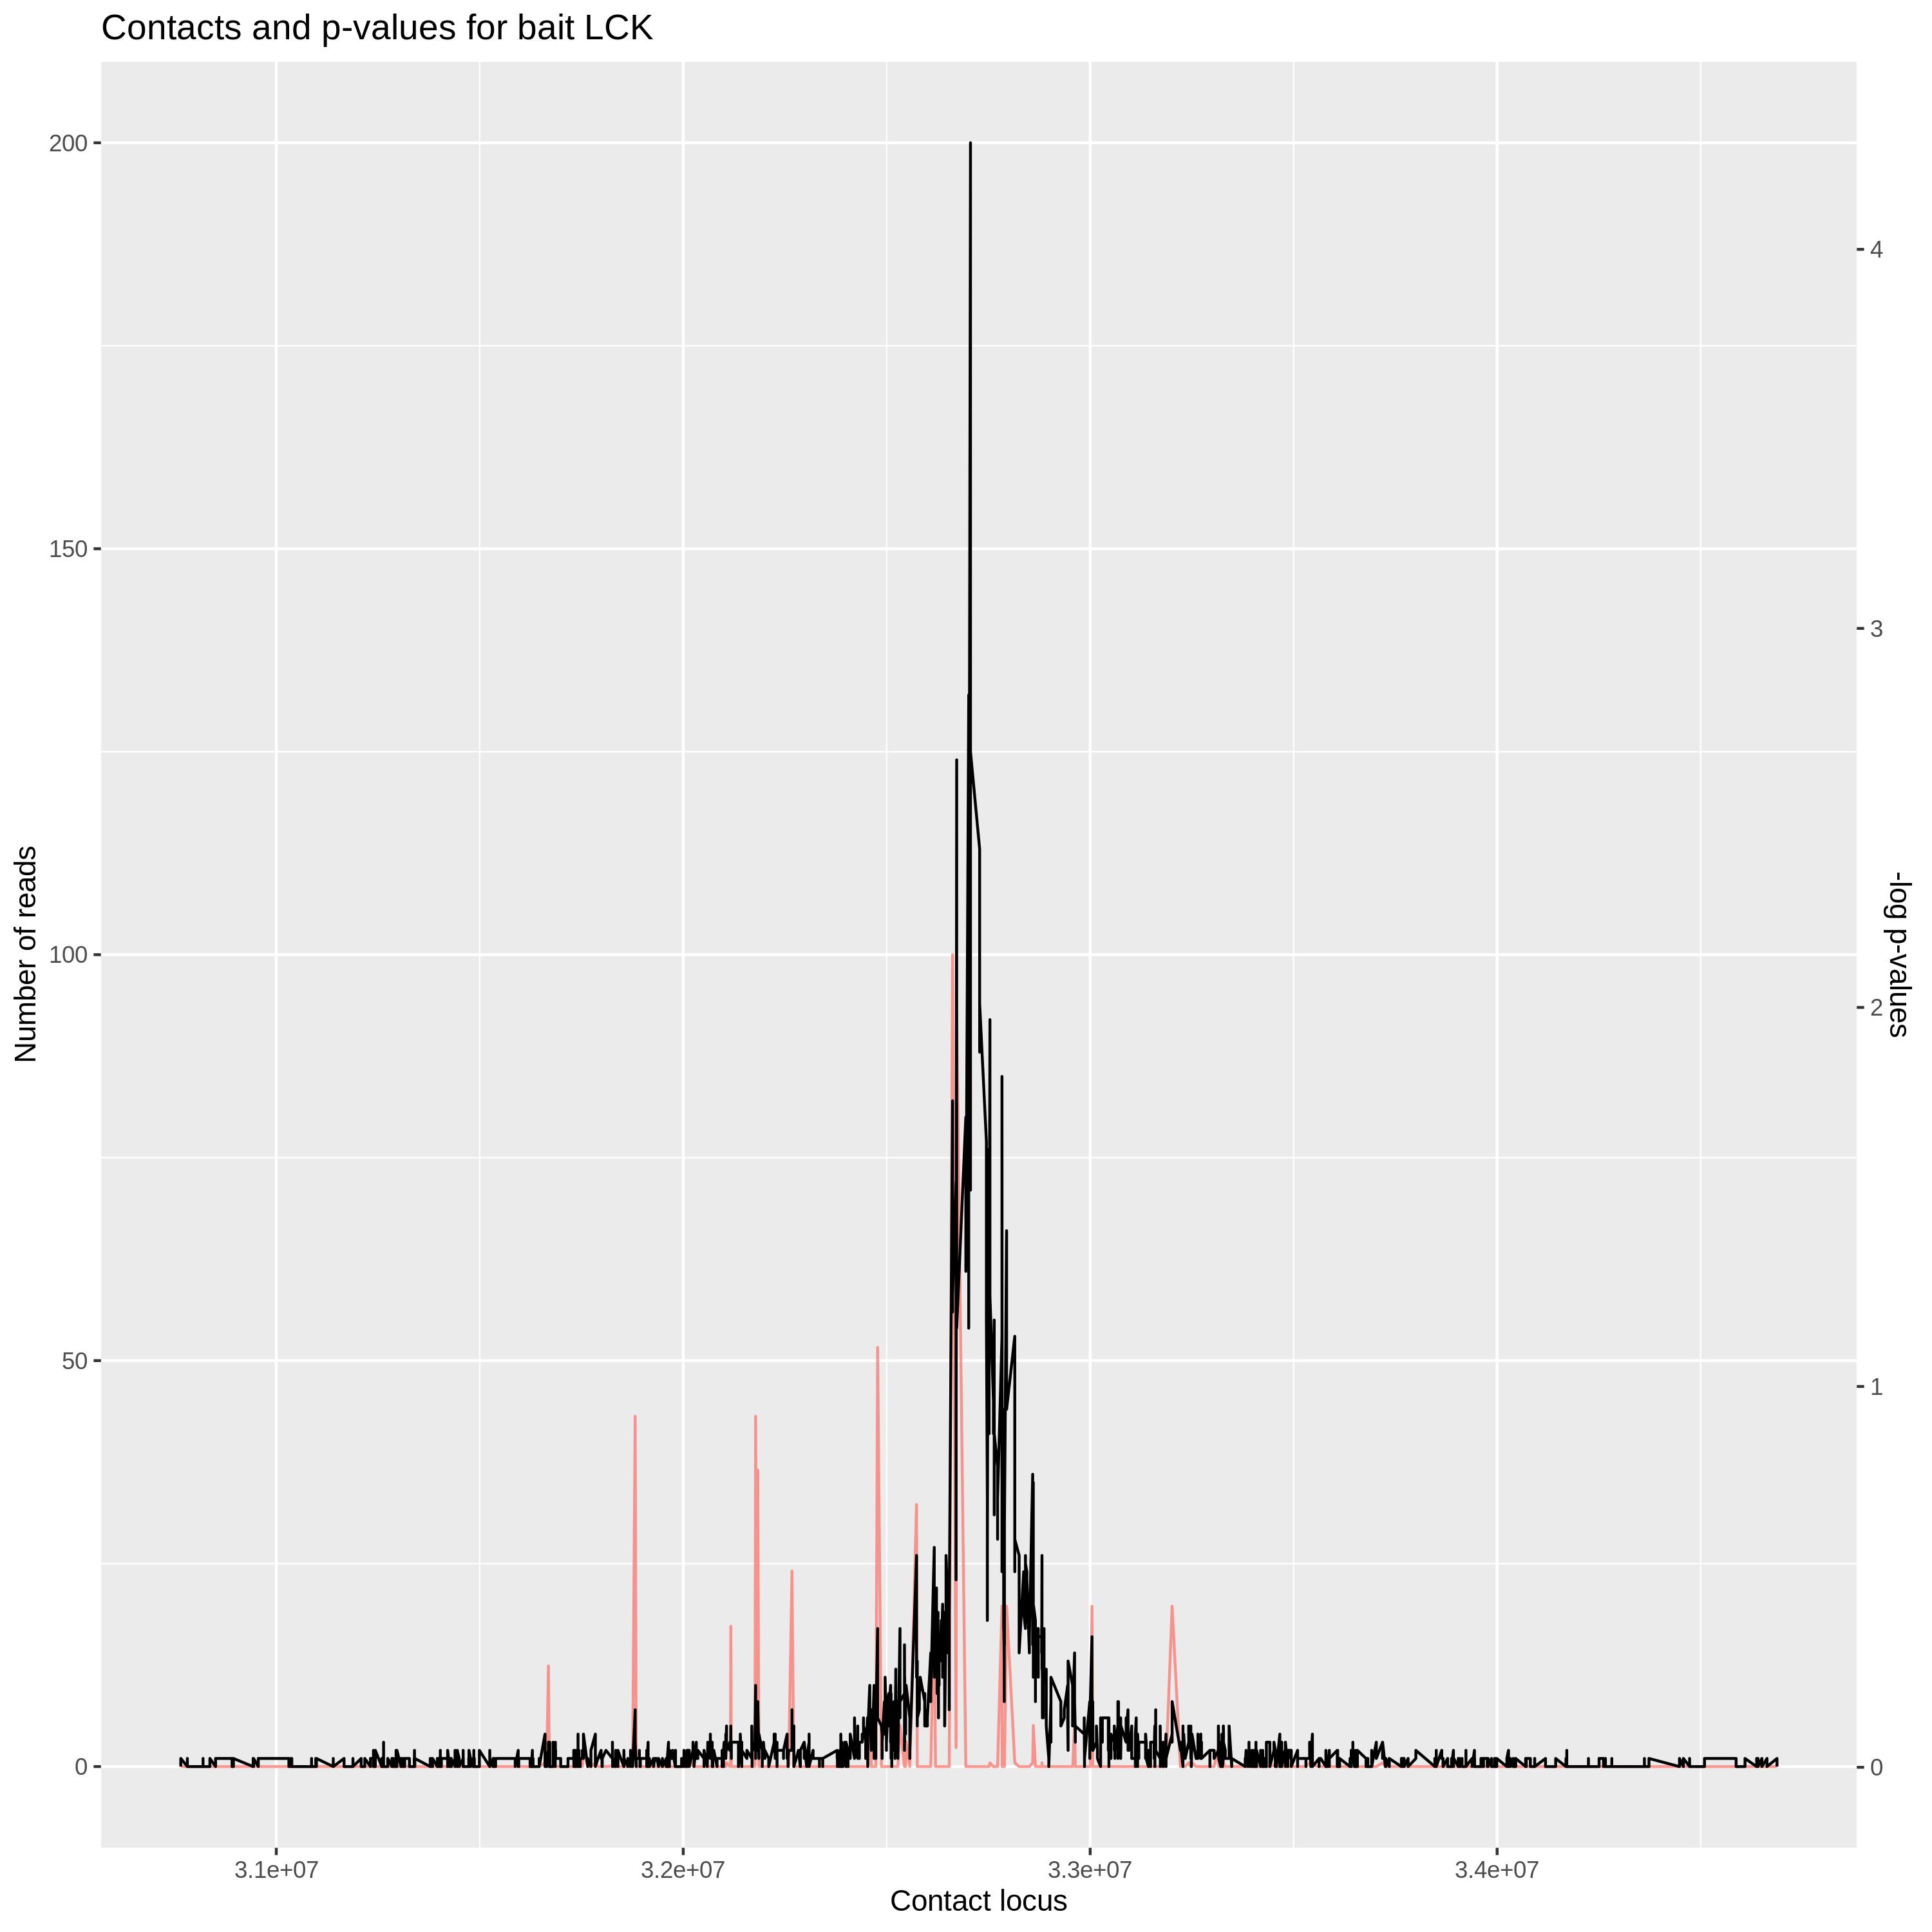 Contacts and p-values for bait LCK
200
150
100
50
0
Number of reads
4
3
2
1
0
-log p-values
3.1e+07
3.2e+07
3.3e+07
3.4e+07
Contact locus